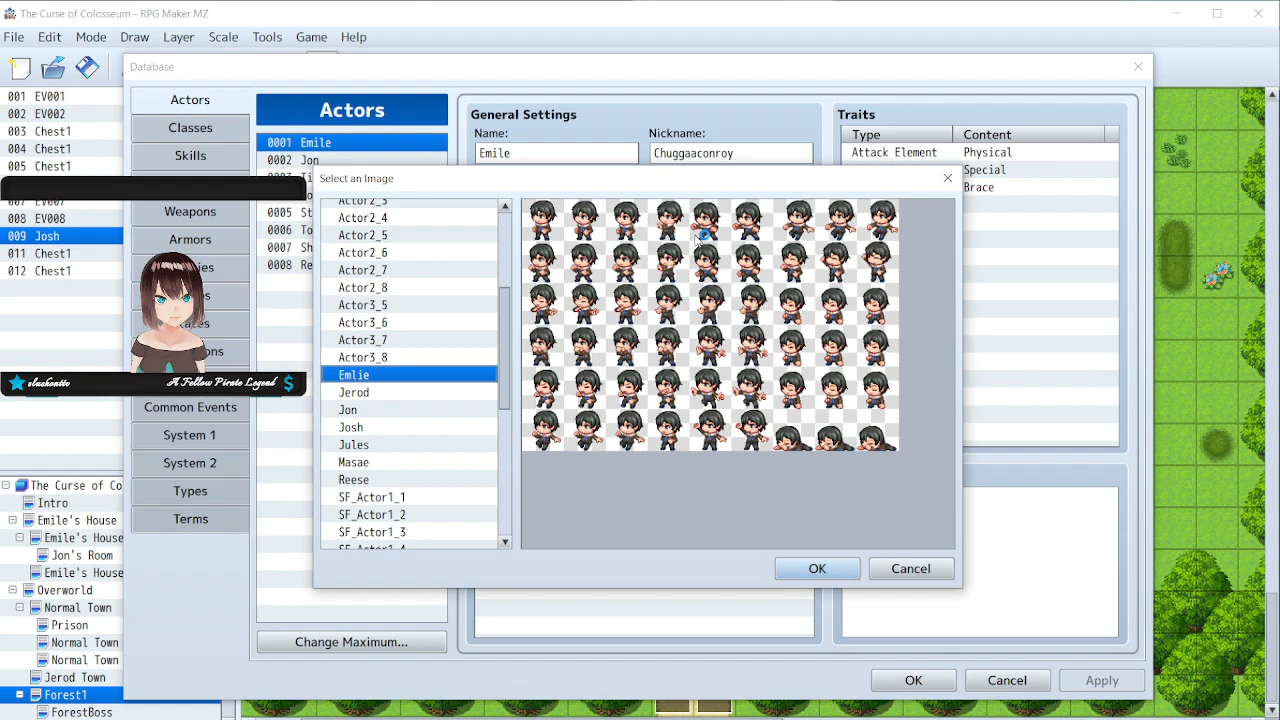 The Curse of Colosseum - RPG Maker MZ
File Edit Mode Draw Layer Scale Tools Game Help
Database
001 EV001
002 EV002
003 Chest1
004 Chest1
005 Chest1
008 EV008
009 Josh
011 Chest1
012 Chest1
elushontv
A Fellow Pirate Legend
The Curse of Co
Intro
Emile's House
Emile's House
Jon's Room
Emile's House
Overworld
Normal Town
Prison
Normal Town
Normal Town
Jerod Town
Forest1
ForestBoss
Actors
Classes
Skills
Weapons
Armors
Common Events
System 1
System 2
Types
Terms
Actors
0001 Emile
0002 Jon
0005 St
0006 To
0007 Sh
0008 Re
Change Maximum...
General Settings
Name:
Nickname:
Emile
Chuggaaconroy
Traits
Type Content
Attack Element Physical
Special
Brace
Select an Image
Actor2_3
Actor2_4
Actor2_5
Actor2_6
Actor2_7
Actor2_8
Actor3_5
Actor3_6
Actor3_7
Actor3_8
Emlie
Jerod
Jon
Josh
Jules
Masae
Reese
SF_Actor1_1
SF_Actor1_2
SF_Actor1_3
SF_Actor1_4
OK
Cancel
OK
Cancel
Apply